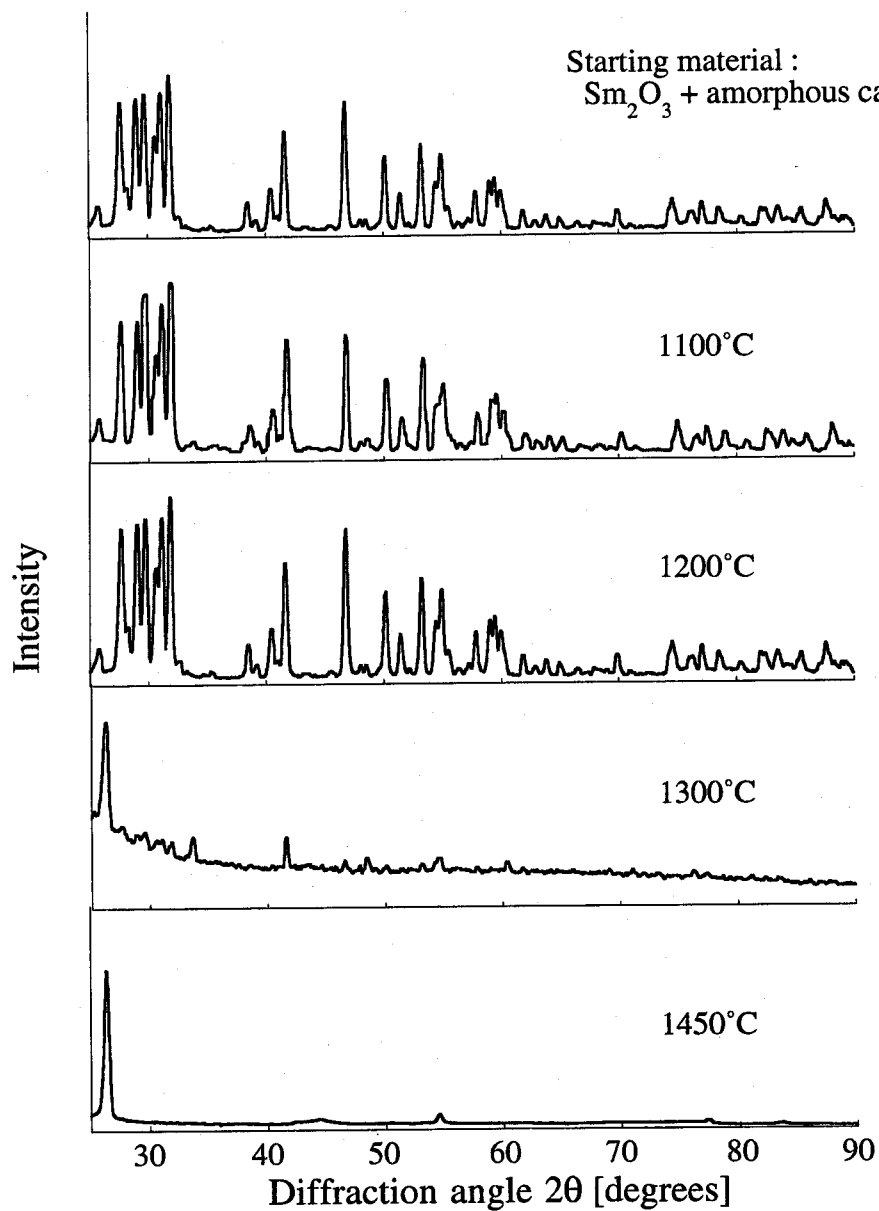 Starting material :
Sm₂O₃ + amorphous ca
1100°C
1200°C
Intensity
1300°C
1450°C
30 40 50 60 70 80 90
Diffraction angle 2θ [degrees]